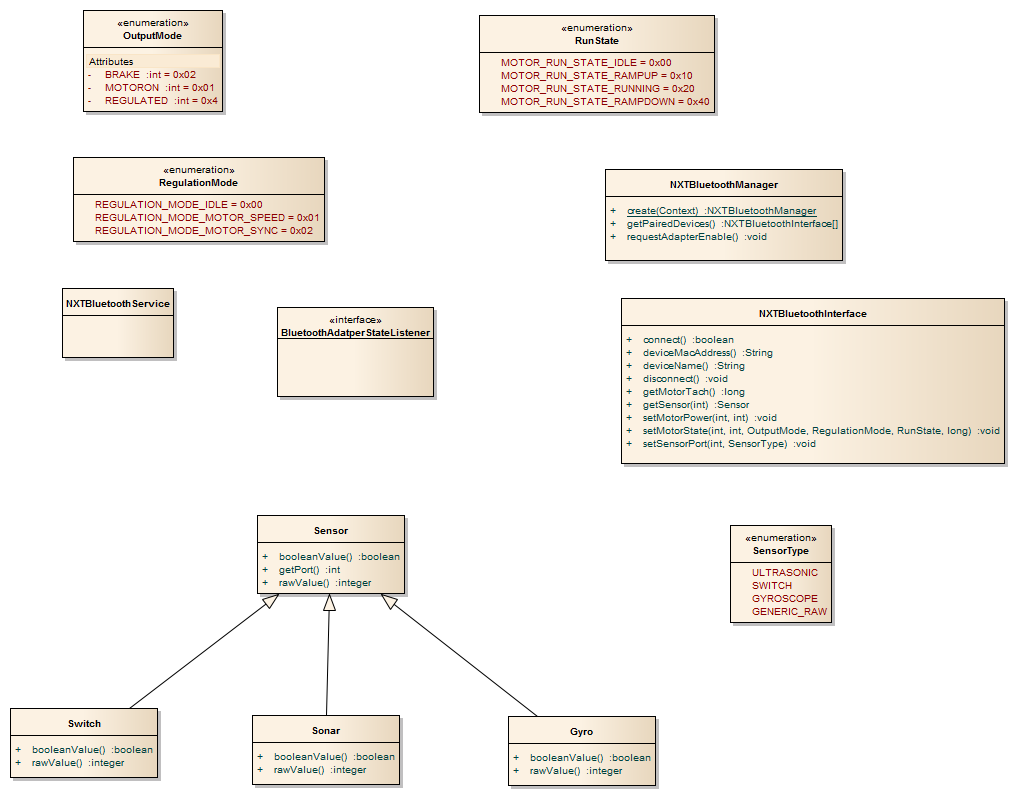 «enumeration»
OutputMode
Attributes
- BRAKE :int = 0x02
- MOTORON :int = 0x01
- REGULATED :int = 0x4
«enumeration»
RunState
MOTOR_RUN_STATE_IDLE = 0x00
MOTOR_RUN_STATE_RAMPUP = 0x10
MOTOR_RUN_STATE_RUNNING = 0x20
MOTOR_RUN_STATE_RAMPDOWN = 0x40
«enumeration»
RegulationMode
REGULATION_MODE_IDLE = 0x00
REGULATION_MODE_MOTOR_SPEED = 0x01
REGULATION_MODE_MOTOR_SYNC = 0x02
NXTBluetoothManager
+ create(Context) :NXTBluetoothManager
+ getPairedDevices() :NXTBluetoothInterface[]
+ requestAdapterEnable() :void
NXTBluetoothService
«interface»
BluetoothAdatperStateListener
NXTBluetoothInterface
+ connect() :boolean
+ deviceMacAddress() :String
+ deviceName() :String
+ disconnect() :void
+ getMotorTach() :long
+ getSensor(int) :Sensor
+ setMotorPower(int, int) :void
+ setMotorState(int, int, OutputMode, RegulationMode, RunState, long) :void
+ setSensorPort(int, SensorType) :void
Sensor
+ booleanValue() :boolean
+ getPort() :int
+ rawValue() :integer
«enumeration»
SensorType
ULTRASONIC
SWITCH
GYROSCOPE
GENERIC_RAW
Switch
+ booleanValue() :boolean
+ rawValue() :integer
Sonar
+ booleanValue() :boolean
+ rawValue() :integer
Gyro
+ booleanValue() :boolean
+ rawValue() :integer